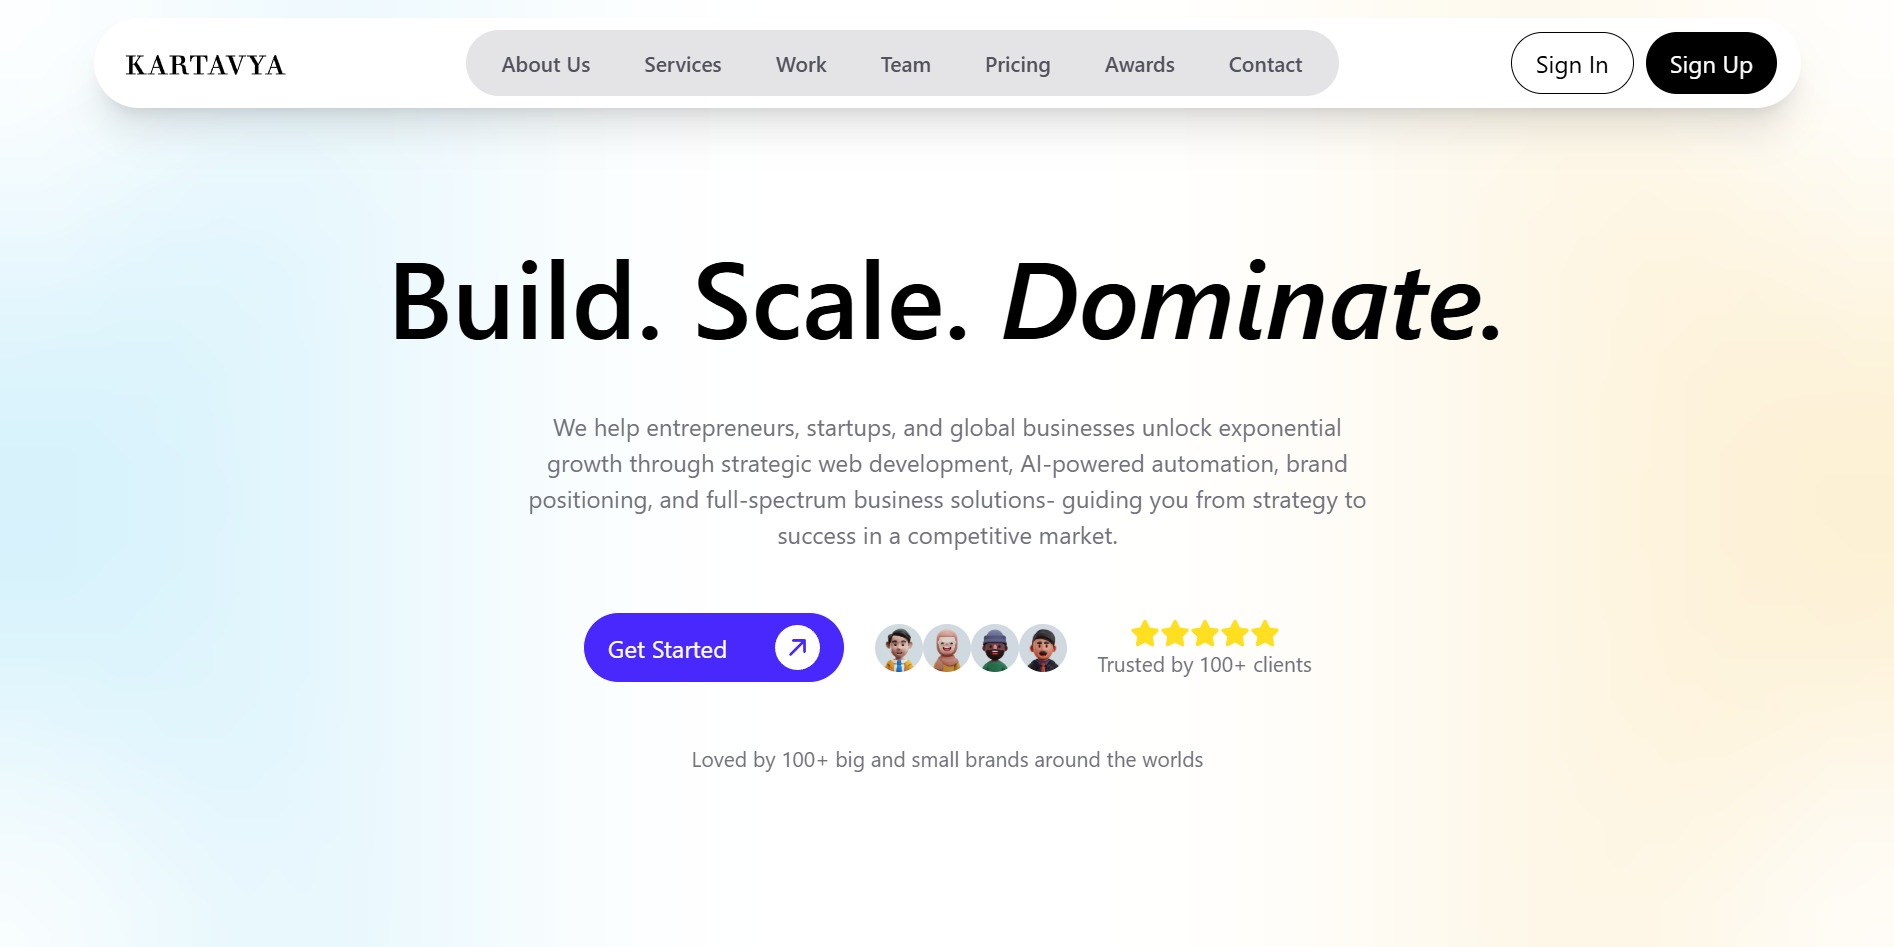 KARTAVYA
About Us Services Work Team Pricing Awards Contact
Sign In
Sign Up
Build. Scale. Dominate.
We help entrepreneurs, startups, and global businesses unlock exponential
growth through strategic web development, AI-powered automation, brand
positioning, and full-spectrum business solutions- guiding you from strategy to
success in a competitive market.
Get Started
Trusted by 100+ clients
Loved by 100+ big and small brands around the worlds